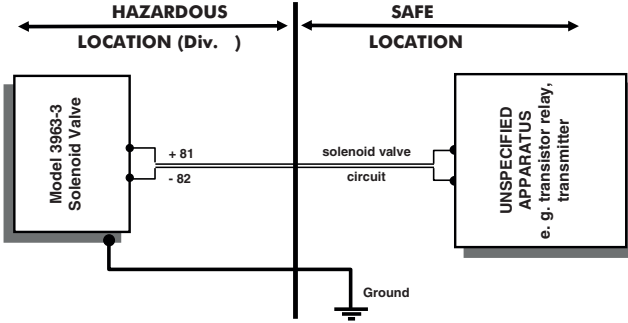 HAZARDOUS
LOCATION (Div. )
SAFE
LOCATION
Model 3963-3
Solenoid Valve
+ 81
- 82
solenoid valve
circuit
UNSPECIFIED
APPARATUS
e. g. transistor relay,
transmitter
Ground